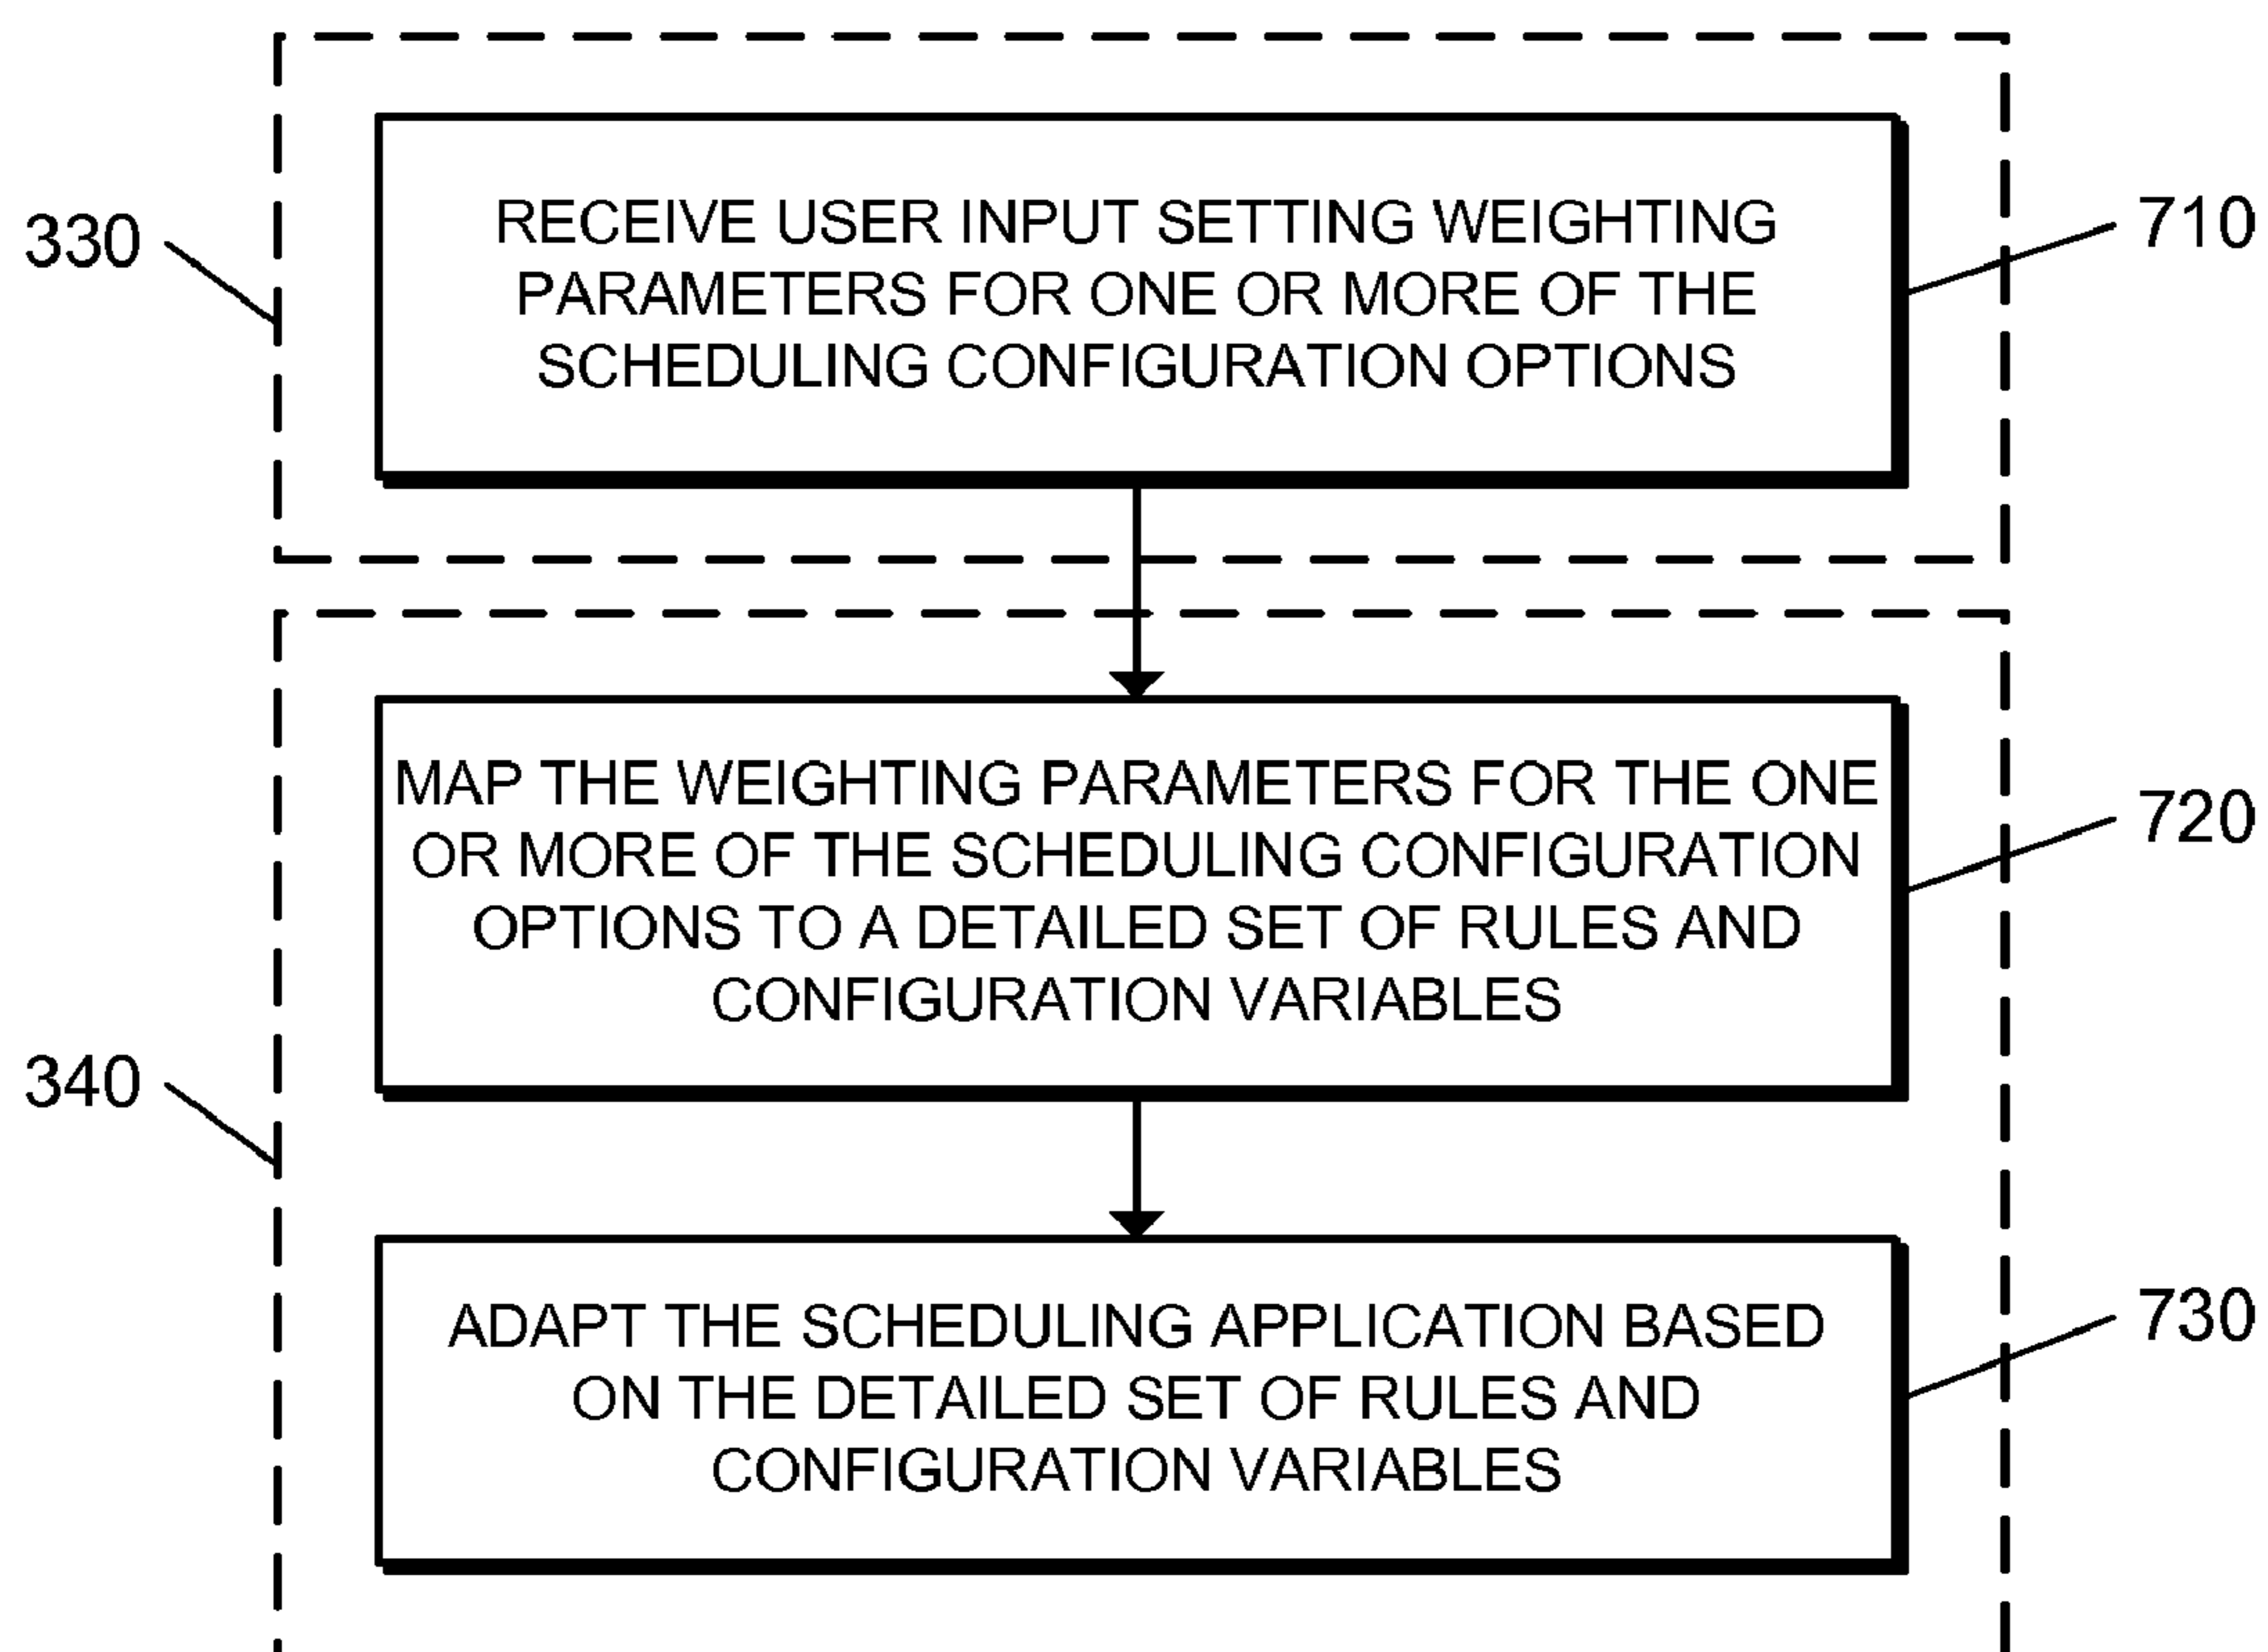 330
710
RECEIVE USER INPUT SETTING WEIGHTING
PARAMETERS FOR ONE OR MORE OF THE
SCHEDULING CONFIGURATION OPTIONS
340
720
MAP THE WEIGHTING PARAMETERS FOR THE ONE
OR MORE OF THE SCHEDULING CONFIGURATION
OPTIONS TO A DETAILED SET OF RULES AND
CONFIGURATION VARIABLES
730
ADAPT THE SCHEDULING APPLICATION BASED
ON THE DETAILED SET OF RULES AND
CONFIGURATION VARIABLES